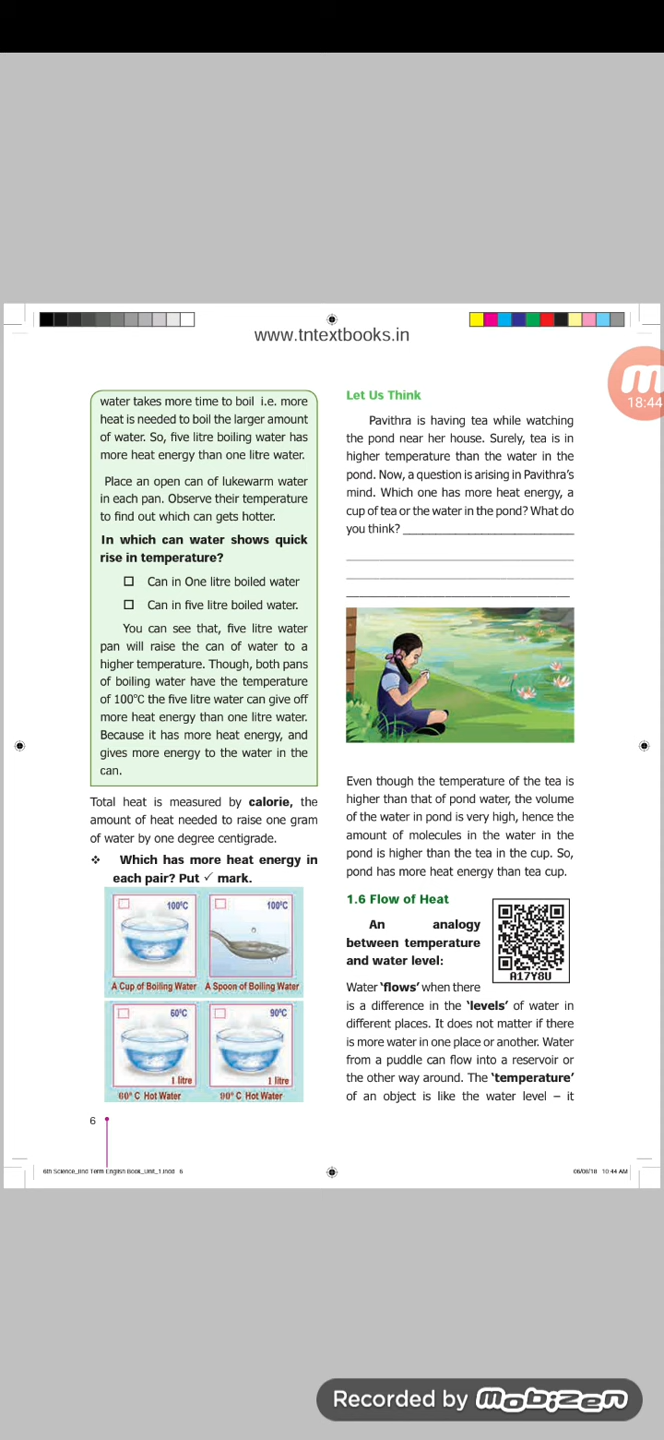 www.tntextbooks.in
18:44
water takes more time to boil i.e. more
heat is needed to boil the larger amount
of water. So, five litre boiling water has
more heat energy than one litre water.
Place an open can of lukewarm water
in each pan. Observe their temperature
to find out which can gets hotter.
In which can water shows quick
rise in temperature?
Can in One litre boiled water
Can in five litre boiled water.
You can see that, five litre water
pan will raise the can of water to a
higher temperature. Though, both pans
of boiling water have the temperature
of 100°C the five litre water can give off
more heat energy than one litre water.
Because it has more heat energy, and
gives more energy to the water in the
can.
Total heat is measured by calorie, the
amount of heat needed to raise one gram
of water by one degree centigrade.
❖ Which has more heat energy in
each pair? Put ✓ mark.
100°C
100°C
A Cup of Boiling Water A Spoon of Boiling Water
60°C
90°C
1 litre
1 litre
60° C Hot Water 90° C Hot Water
6
Let Us Think
Pavithra is having tea while watching
the pond near her house. Surely, tea is in
higher temperature than the water in the
pond. Now, a question is arising in Pavithra's
mind. Which one has more heat energy, a
cup of tea or the water in the pond? What do
you think?
Even though the temperature of the tea is
higher than that of pond water, the volume
of the water in pond is very high, hence the
amount of molecules in the water in the
pond is higher than the tea in the cup. So,
pond has more heat energy than tea cup.
1.6 Flow of Heat
An analogy
between temperature
and water level:
A17Y8U
Water 'flows' when there
is a difference in the 'levels' of water in
different places. It does not matter if there
is more water in one place or another. Water
from a puddle can flow into a reservoir or
the other way around. The 'temperature'
of an object is like the water level – it
6th Science_IInd Term English Book_Unit_1.indd 6
06/08/18 10:44 AM
Recorded by mobizen